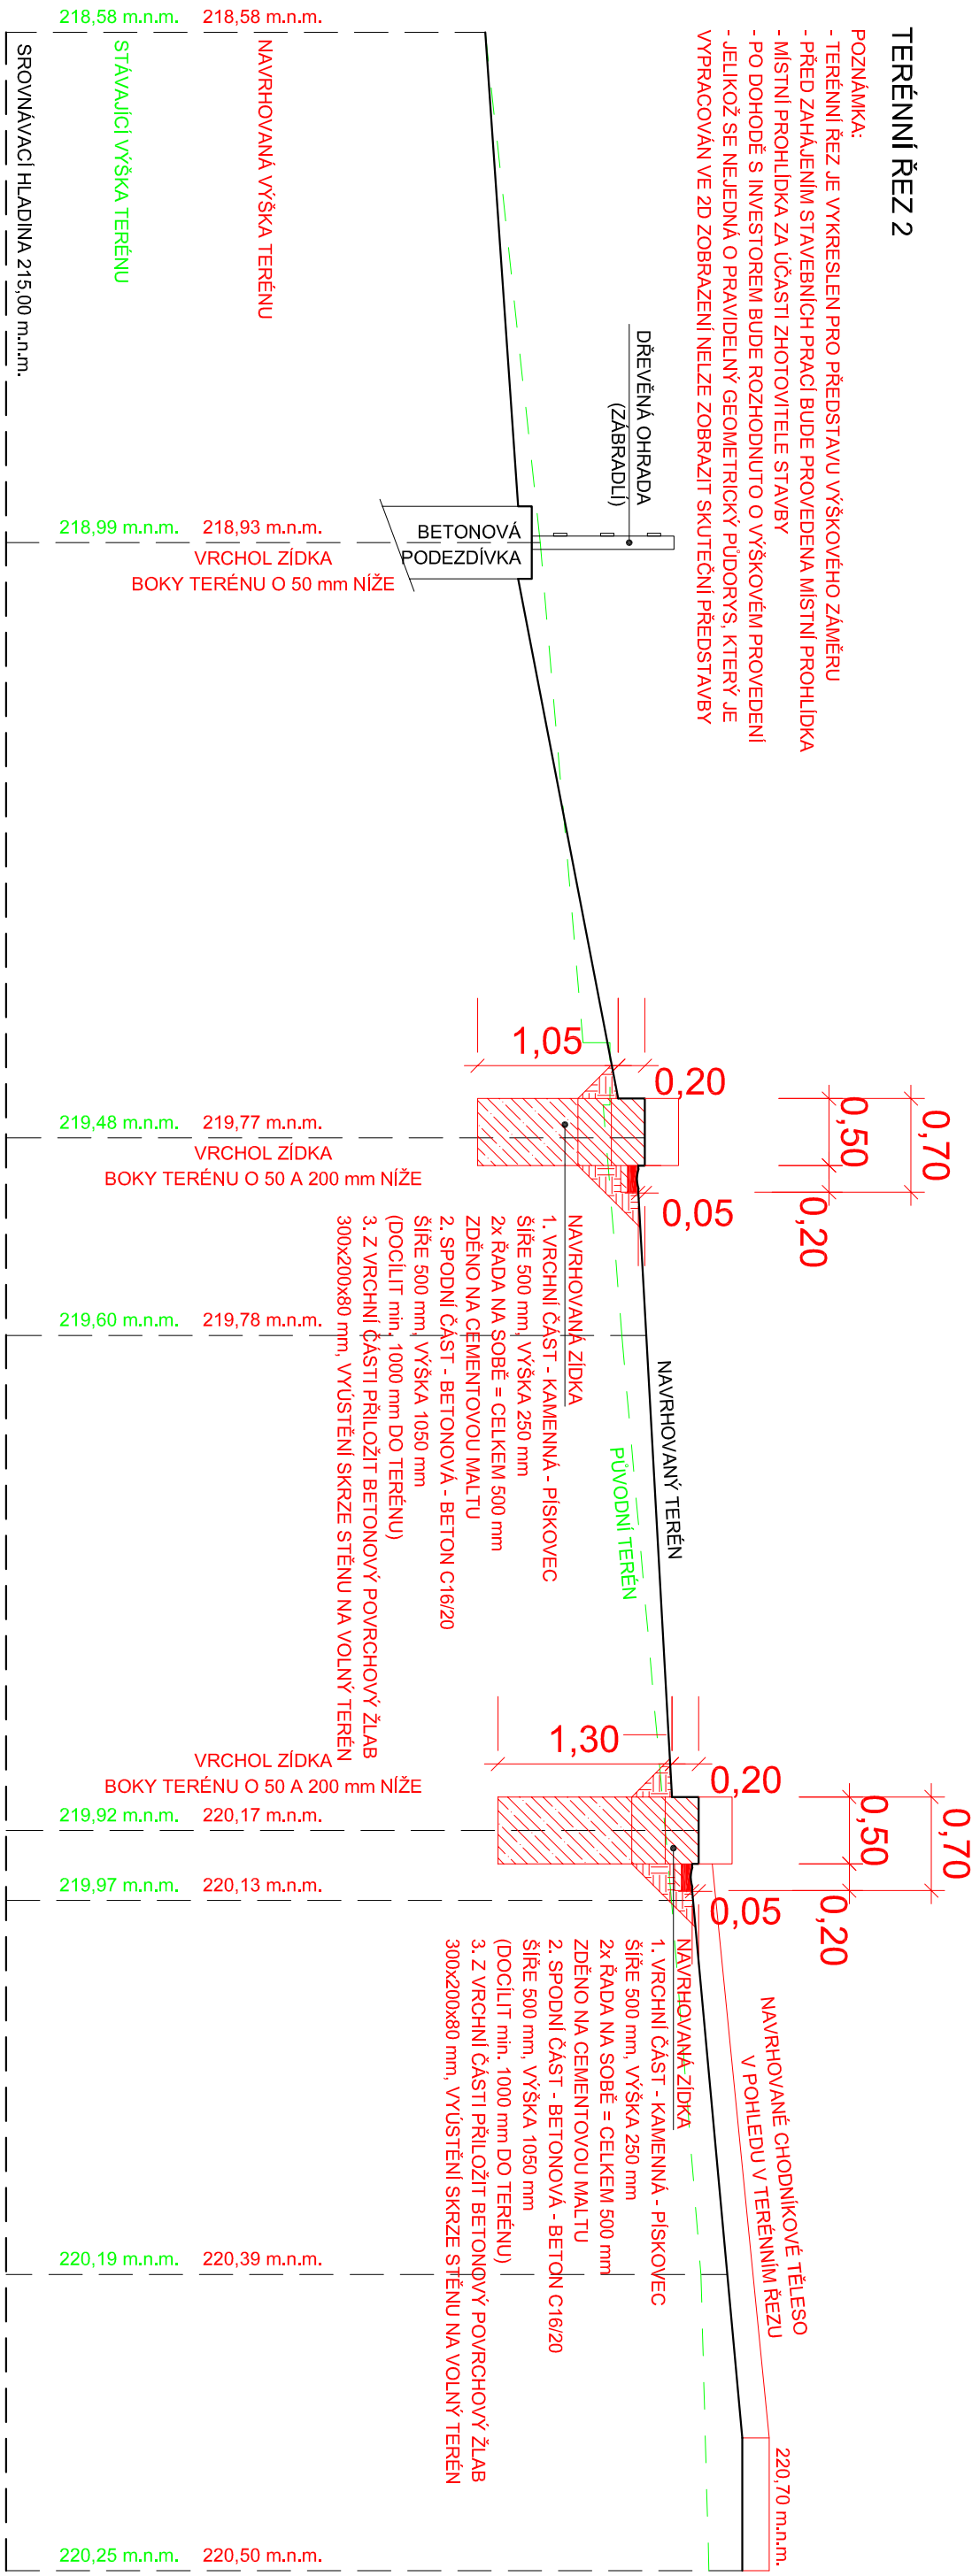 TERÉNNÍ ŘEZ 2
POZNÁMKA:
- TERÉNNÍ ŘEZ JE VYKRESLEN PRO PŘEDSTAVU VÝŠKOVÉHO ZÁMĚRU
- PŘED ZAHÁJENÍM STAVEBNÍCH PRACÍ BUDE PROVEDENA MÍSTNÍ PROHLÍDKA
- MÍSTNÍ PROHLÍDKA ZA ÚČASTI ZHOTOVITELE STAVBY
- PO DOHODĚ S INVESTOREM BUDE ROZHODNUTO O VÝŠKOVÉM PROVEDENÍ
- JELIKOŽ SE NEJEDNÁ O PRAVIDELNÝ GEOMETRICKÝ PŮDORYS, KTERÝ JE
VYPRACOVÁN VE 2D ZOBRAZENÍ NELZE ZOBRAZIT SKUTEČNÍ PŘEDSTAVBY
DŘEVĚNÁ OHRADA
(ZÁBRADLÍ)
BETONOVÁ
PODEZDÍVKA
NAVRHOVANÁ VÝŠKA TERÉNU
STÁVAJÍCÍ VÝŠKA TERÉNU
SROVNÁVACÍ HLADINA 215,00 m.n.m.
218,58 m.n.m.
218,58 m.n.m.
218,99 m.n.m.
218,93 m.n.m.
VRCHOL ZÍDKA
BOKY TERÉNU O 50 mm NÍŽE
1,05
0,20
0,50
0,70
0,20
0,05
219,48 m.n.m.
219,77 m.n.m.
VRCHOL ZÍDKA
BOKY TERÉNU O 50 A 200 mm NÍŽE
NAVRHOVANÁ ZÍDKA
1. VRCHNÍ ČÁST - KAMENNÁ - PÍSKOVEC
ŠÍŘE 500 mm, VÝŠKA 250 mm
2x ŘADA NA SOBĚ = CELKEM 500 mm
ZDĚNO NA CEMENTOVOU MALTU
2. SPODNÍ ČÁST - BETONOVÁ - BETON C16/20
ŠÍŘE 500 mm, VÝŠKA 1050 mm
(DOCÍLIT min. 1000 mm DO TERÉNU)
3. Z VRCHNÍ ČÁSTI PŘILOŽIT BETONOVÝ POVRCHOVÝ ŽLAB
300x200x80 mm, VYÚSTĚNÍ SKRZE STĚNU NA VOLNÝ TERÉN
219,60 m.n.m.
219,78 m.n.m.
NAVRHOVANÝ TERÉN
PŮVODNÍ TERÉN
1,30
0,20
0,50
0,70
0,20
0,05
VRCHOL ZÍDKA
BOKY TERÉNU O 50 A 200 mm NÍŽE
219,92 m.n.m.
220,17 m.n.m.
219,97 m.n.m.
220,13 m.n.m.
NAVRHOVANÁ ZÍDKA
1. VRCHNÍ ČÁST - KAMENNÁ - PÍSKOVEC
ŠÍŘE 500 mm, VÝŠKA 250 mm
2x ŘADA NA SOBĚ = CELKEM 500 mm
ZDĚNO NA CEMENTOVOU MALTU
2. SPODNÍ ČÁST - BETONOVÁ - BETON C16/20
ŠÍŘE 500 mm, VÝŠKA 1050 mm
(DOCÍLIT min. 1000 mm DO TERÉNU)
3. Z VRCHNÍ ČÁSTI PŘILOŽIT BETONOVÝ POVRCHOVÝ ŽLAB
300x200x80 mm, VYÚSTĚNÍ SKRZE STĚNU NA VOLNÝ TERÉN
NAVRHOVANÉ CHODNÍKOVÉ TĚLESO
V POHLEDU V TERÉNNÍM ŘEZU
220,19 m.n.m.
220,39 m.n.m.
220,70 m.n.m.
220,25 m.n.m.
220,50 m.n.m.